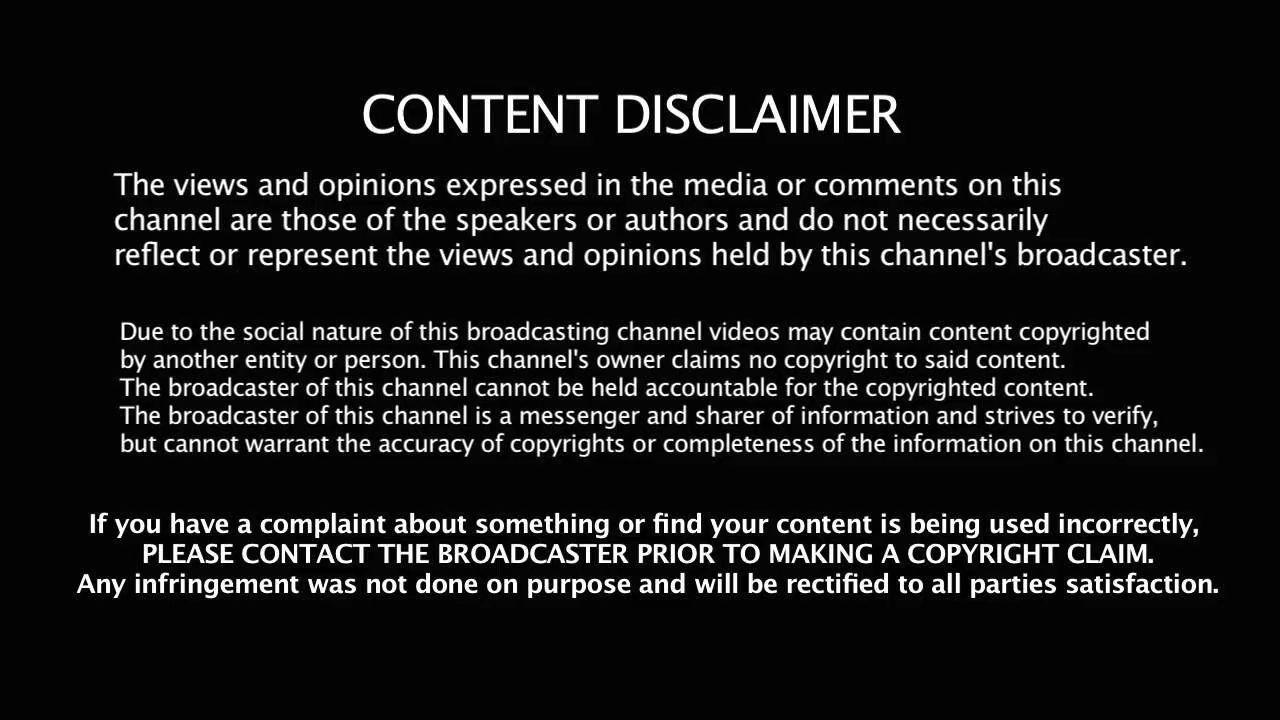 CONTENT DISCLAIMER
The views and opinions expressed in the media or comments on this
channel are those of the speakers or authors and do not necessarily
reflect or represent the views and opinions held by this channel's broadcaster.
Due to the social nature of this broadcasting channel videos may contain content copyrighted
by another entity or person. This channel's owner claims no copyright to said content.
The broadcaster of this channel cannot be held accountable for the copyrighted content.
The broadcaster of this channel is a messenger and sharer of information and strives to verify,
but cannot warrant the accuracy of copyrights or completeness of the information on this channel.
If you have a complaint about something or find your content is being used incorrectly,
PLEASE CONTACT THE BROADCASTER PRIOR TO MAKING A COPYRIGHT CLAIM.
Any infringement was not done on purpose and will be rectified to all parties satisfaction.